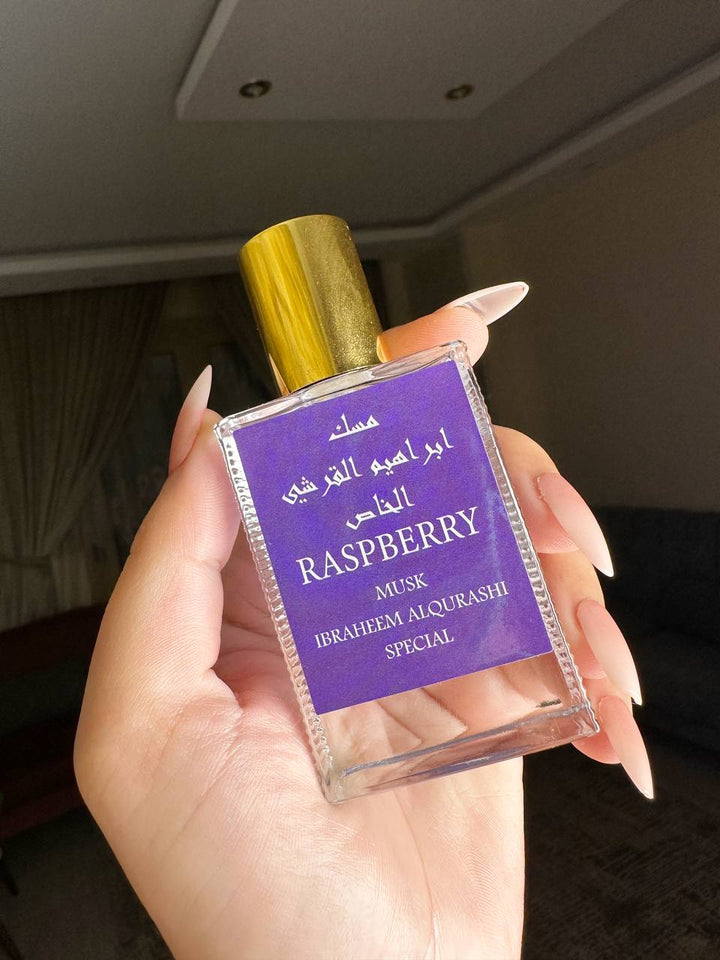 مسك
ابراهيم القرشي
الخاص
RASPBERRY
MUSK
IBRAHEEM ALQURASHI
SPECIAL